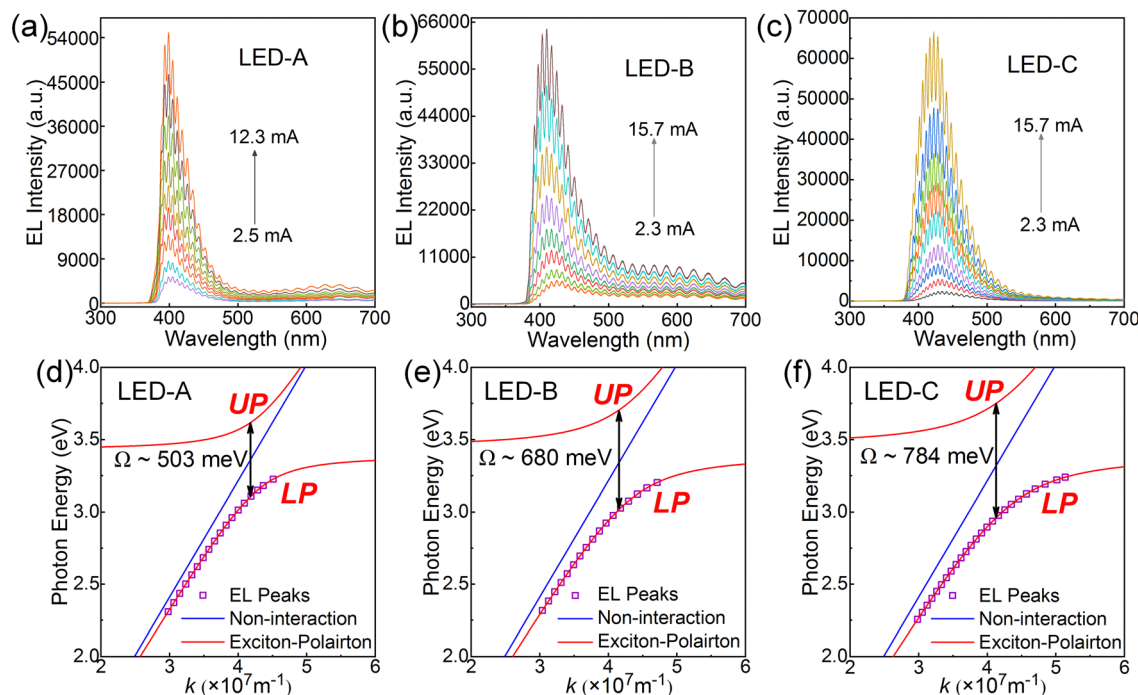 (a)
LED-A
EL Intensity (a.u.)
54000
45000
36000
27000
18000
9000
0
12.3 mA
2.5 mA
300
400
500
600
700
Wavelength (nm)
(b)
LED-B
EL Intensity (a.u.)
66000
55000
44000
33000
22000
11000
0
15.7 mA
2.3 mA
300
400
500
600
700
Wavelength (nm)
(c)
LED-C
EL Intensity (a.u.)
70000
60000
50000
40000
30000
20000
10000
0
15.7 mA
2.3 mA
300
400
500
600
700
Wavelength (nm)
(d)
LED-A
Photon Energy (eV)
4.0
3.5
3.0
2.5
2.0
UP
Ω ~ 503 meV
LP
EL Peaks
Non-interaction
Exciton-Polairton
2
3
4
5
6
k (×10⁷m⁻¹)
(e)
LED-B
Photon Energy (eV)
4.0
3.5
3.0
2.5
2.0
UP
Ω ~ 680 meV
LP
EL Peaks
Non-interaction
Exciton-Polairton
2
3
4
5
6
k (×10⁷m⁻¹)
(f)
LED-C
Photon Energy (eV)
4.0
3.5
3.0
2.5
2.0
UP
Ω ~ 784 meV
LP
EL Peaks
Non-interaction
Exciton-Polairton
2
3
4
5
6
k (×10⁷m⁻¹)